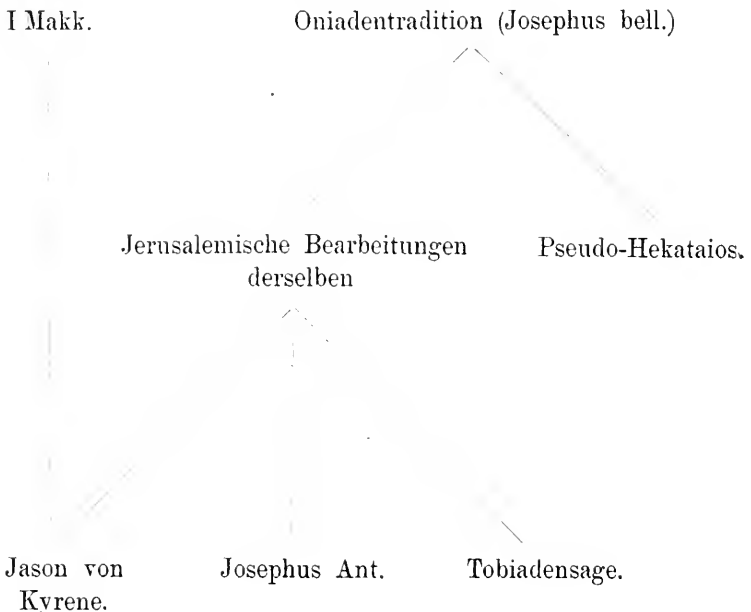 I Makk.
Oniadentradition (Josephus bell.)
Jerusalemische Bearbeitungen
derselben
Pseudo-Hekataios.
Jason von
Kyrene.
Josephus Ant.
Tobiadensage.